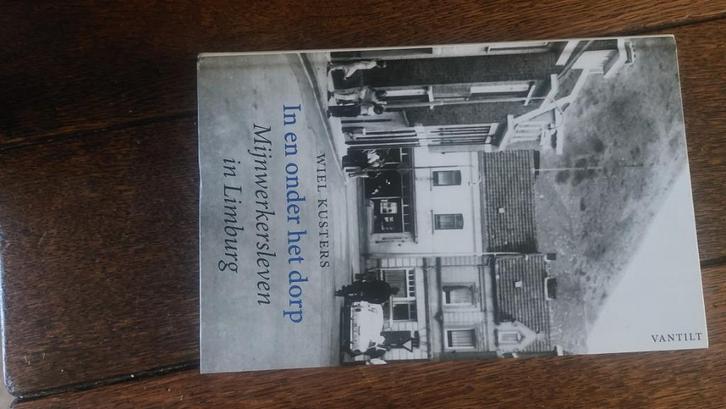 WIEL KUSTERS
In en onder het dorp
Mijnwerkersleven
in Limburg
VANTILT